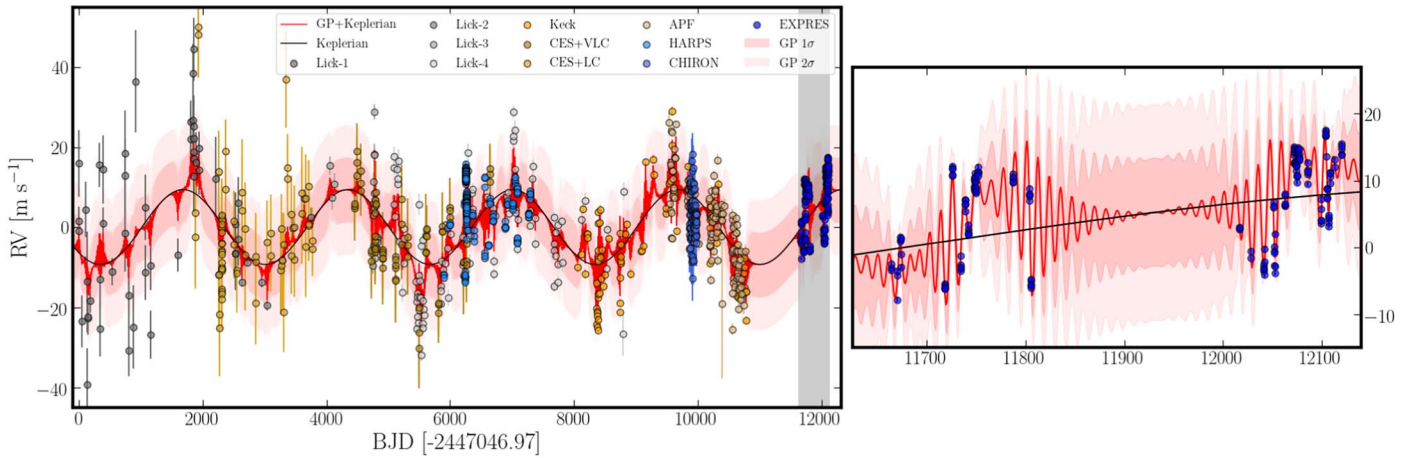 GP+Keplerian
Keplerian
Lick-1
Lick-2
Lick-3
Lick-4
Keck
CES+VLC
CES+LC
APF
HARPS
CHIRON
EXPRES
GP 1σ
GP 2σ
40
20
0
−20
−40
RV [m s⁻¹]
0 2000 4000 6000 8000 10000 12000
BJD [-2447046.97]
20
10
0
−10
11700 11800 11900 12000 12100